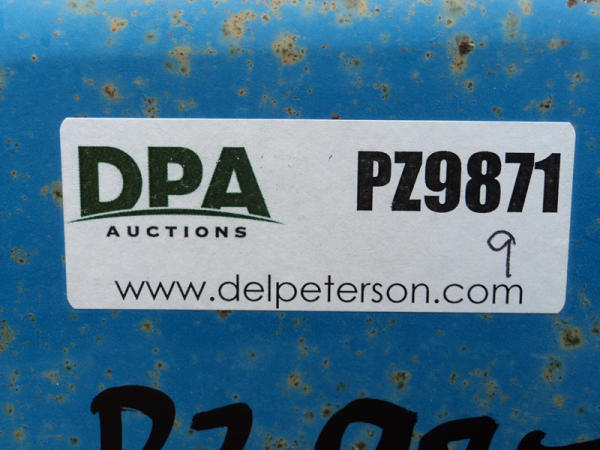 DPA PZ9871
AUCTIONS 9
www.delpeterson.com